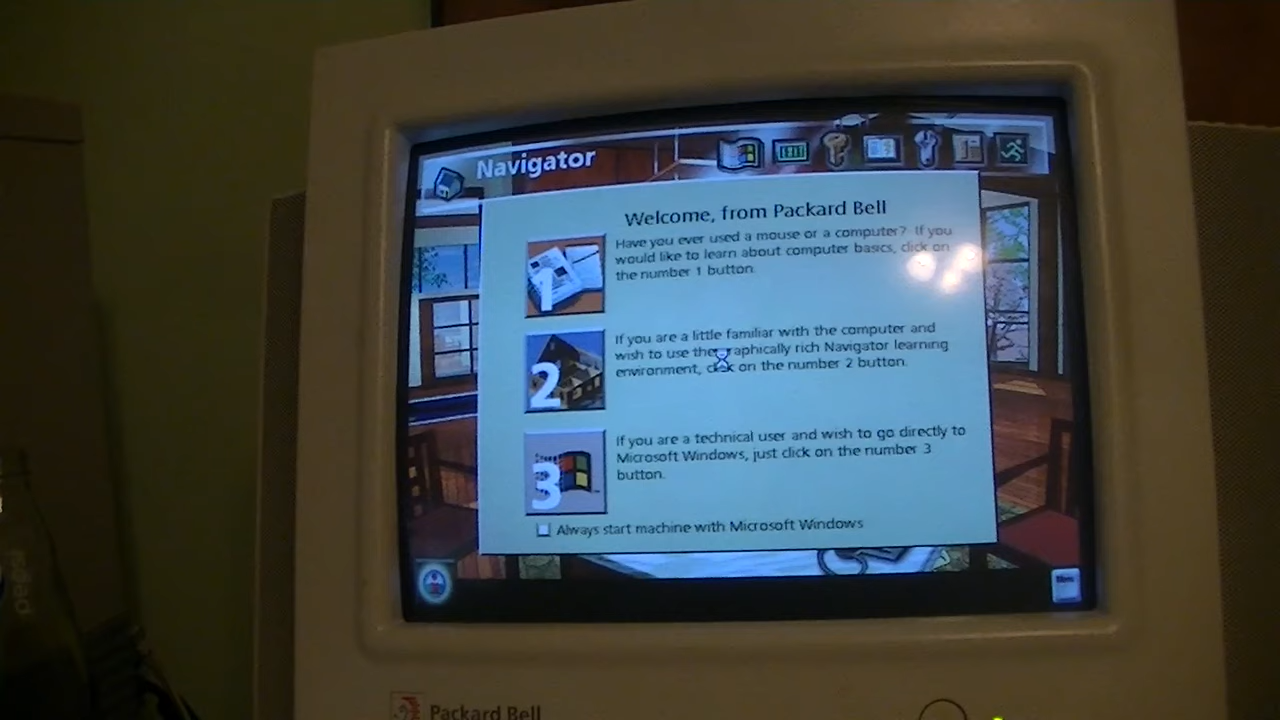 Navigator
EXIT
Welcome, from Packard Bell
1
Have you ever used a mouse or a computer? If you
would like to learn about computer basics, click on
the number 1 button.
2
If you are a little familiar with the computer and
wish to use the graphically rich Navigator learning
environment, click on the number 2 button.
3
If you are a technical user and wish to go directly to
Microsoft Windows, just click on the number 3
button.
Always start machine with Microsoft Windows
Packard Bell